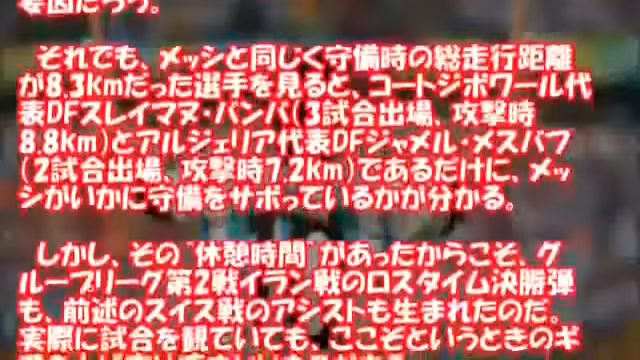 要因だろう。
それでも、メッシと同じく守備時の総走行距離
が8.3kmだった選手を見ると、コートジボワール代
表DFスレイマヌ・バンバ(3試合出場、攻撃時
8.8km)とアルジェリア代表DFジャメル・メスバフ
(2試合出場、攻撃時7.2km)であるだけに、メッ
シがいかに守備をサボっているかが分かる。
しかし、その"休憩時間"があったからこそ、グ
ループリーグ第2戦イラン戦のロスタイム決勝弾
も、前述のスイス戦のアシストも生まれたのだ。
実際に試合を観ていても、ここぞというときのギ